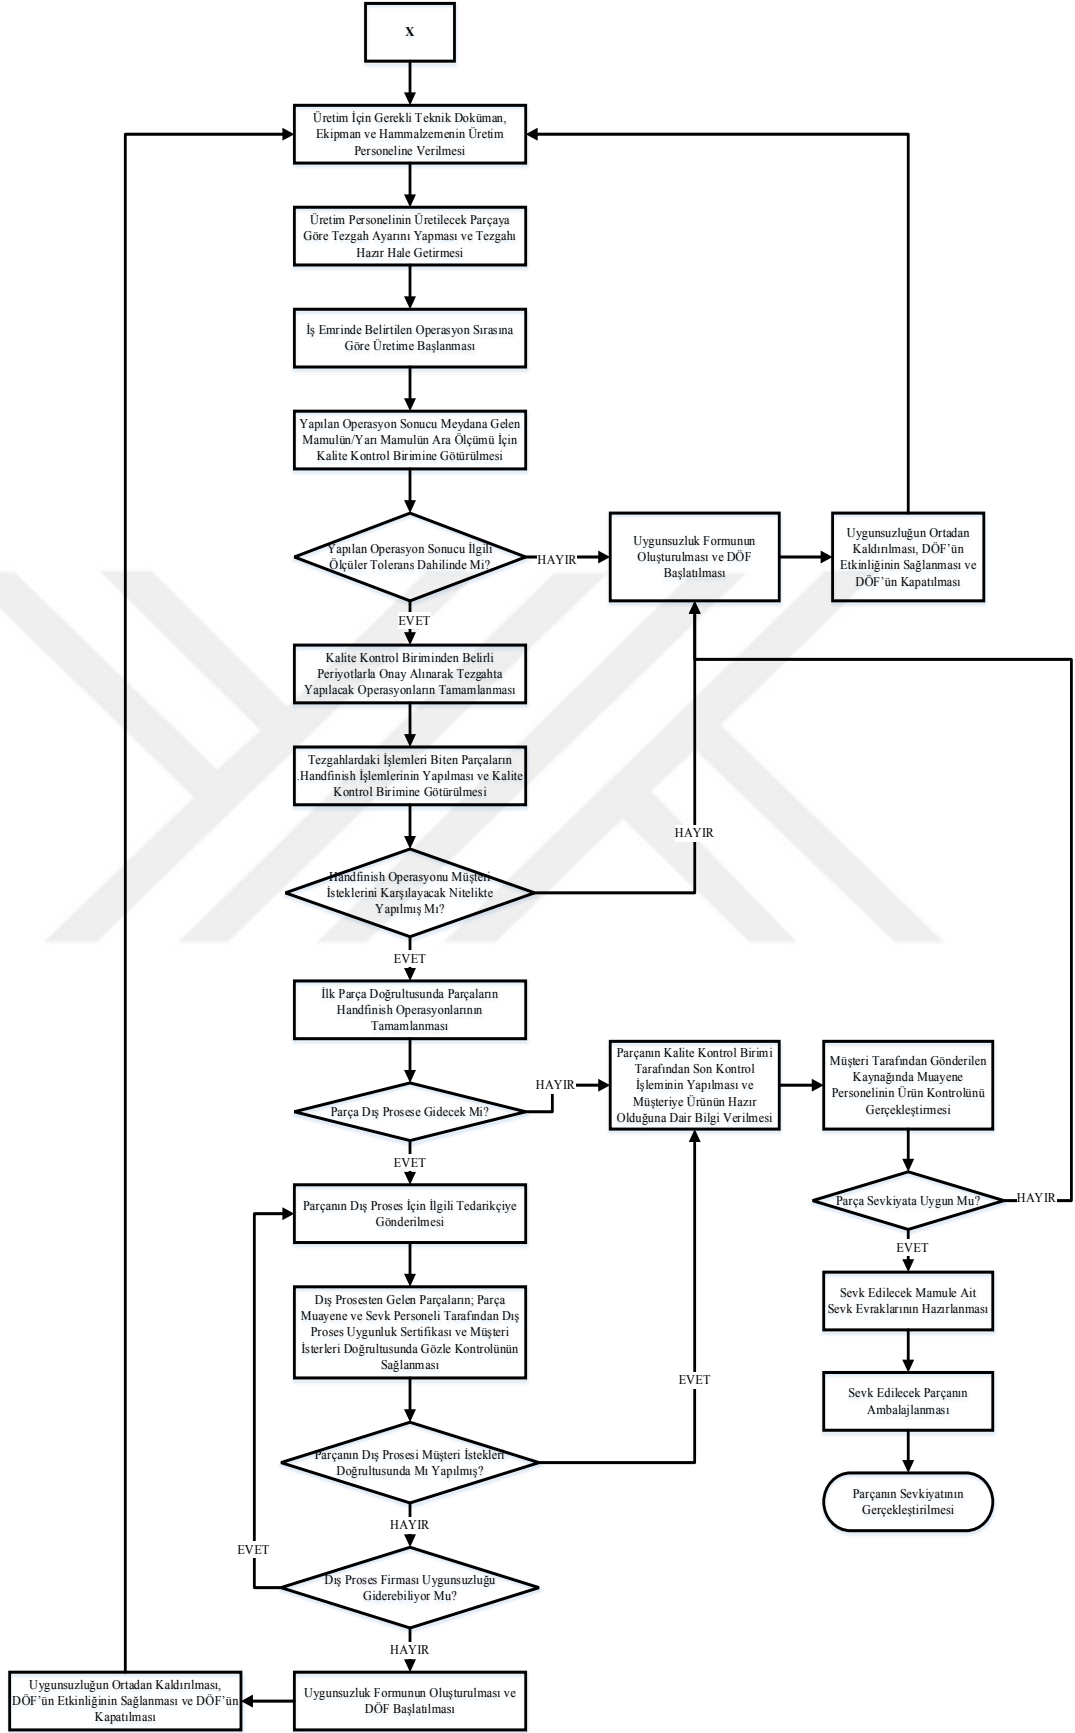 X
Üretim İçin Gerekli Teknik Doküman,
Ekipman ve Hammalzemenin Üretim
Personeline Verilmesi
Üretim Personelinin Üretilecek Parçaya
Göre Tezgah Ayarını Yapması ve Tezgahı
Hazır Hale Getirmesi
İş Emrinde Belirtilen Operasyon Sırasına
Göre Üretime Başlanması
Yapılan Operasyon Sonucu Meydana Gelen
Mamulün/Yarı Mamulün Ara Ölçümü İçin
Kalite Kontrol Birimine Götürülmesi
Yapılan Operasyon Sonucu İlgili
Ölçüler Tolerans Dahilinde Mi?
HAYIR
Uygunsuzluk Formunun
Oluşturulması ve DÖF
Başlatılması
Uygunsuzluğun Ortadan
Kaldırılması, DÖF’ün
Etkinliğinin Sağlanması ve
DÖF’ün Kapatılması
EVET
Kalite Kontrol Biriminden Belirli
Periyotlarla Onay Alınarak Tezgahta
Yapılacak Operasyonların Tamamlanması
Tezgahlardaki İşlemleri Biten Parçaların
.Handfinish İşlemlerinin Yapılması ve Kalite
Kontrol Birimine Götürülmesi
HAYIR
Handfinish Operasyonu Müşteri
İsteklerini Karşılayacak Nitelikte
Yapılmış Mı?
EVET
İlk Parça Doğrultusunda Parçaların
Handfinish Operasyonlarının
Tamamlanması
Parça Dış Prosese Gidecek Mi?
HAYIR
Parçanın Kalite Kontrol Birimi
Tarafından Son Kontrol
İşleminin Yapılması ve
Müşteriye Ürünün Hazır
Olduğuna Dair Bilgi Verilmesi
Müşteri Tarafından Gönderilen
Kaynağında Muayene
Personelinin Ürün Kontrolünü
Gerçekleştirmesi
EVET
Parçanın Dış Proses İçin İlgili Tedarikçiye
Gönderilmesi
Parça Sevkiyata Uygun Mu?
HAYIR
EVET
Sevk Edilecek Mamule Ait
Sevk Evraklarının Hazırlanması
Dış Prosesten Gelen Parçaların; Parça
Muayene ve Sevk Personeli Tarafından Dış
Proses Uygunluk Sertifikası ve Müşteri
İsterleri Doğrultusunda Gözle Kontrolünün
Sağlanması
EVET
Sevk Edilecek Parçanın
Ambalajlanması
Parçanın Dış Prosesi Müşteri İstekleri
Doğrultusunda Mı Yapılmış?
Parçanın Sevkiyatının
Gerçekleştirilmesi
HAYIR
EVET
Dış Proses Firması Uygunsuzluğu
Giderebiliyor Mu?
HAYIR
Uygunsuzluk Formunun Oluşturulması ve
DÖF Başlatılması
Uygunsuzluğun Ortadan Kaldırılması,
DÖF’ün Etkinliğinin Sağlanması ve DÖF’ün
Kapatılması